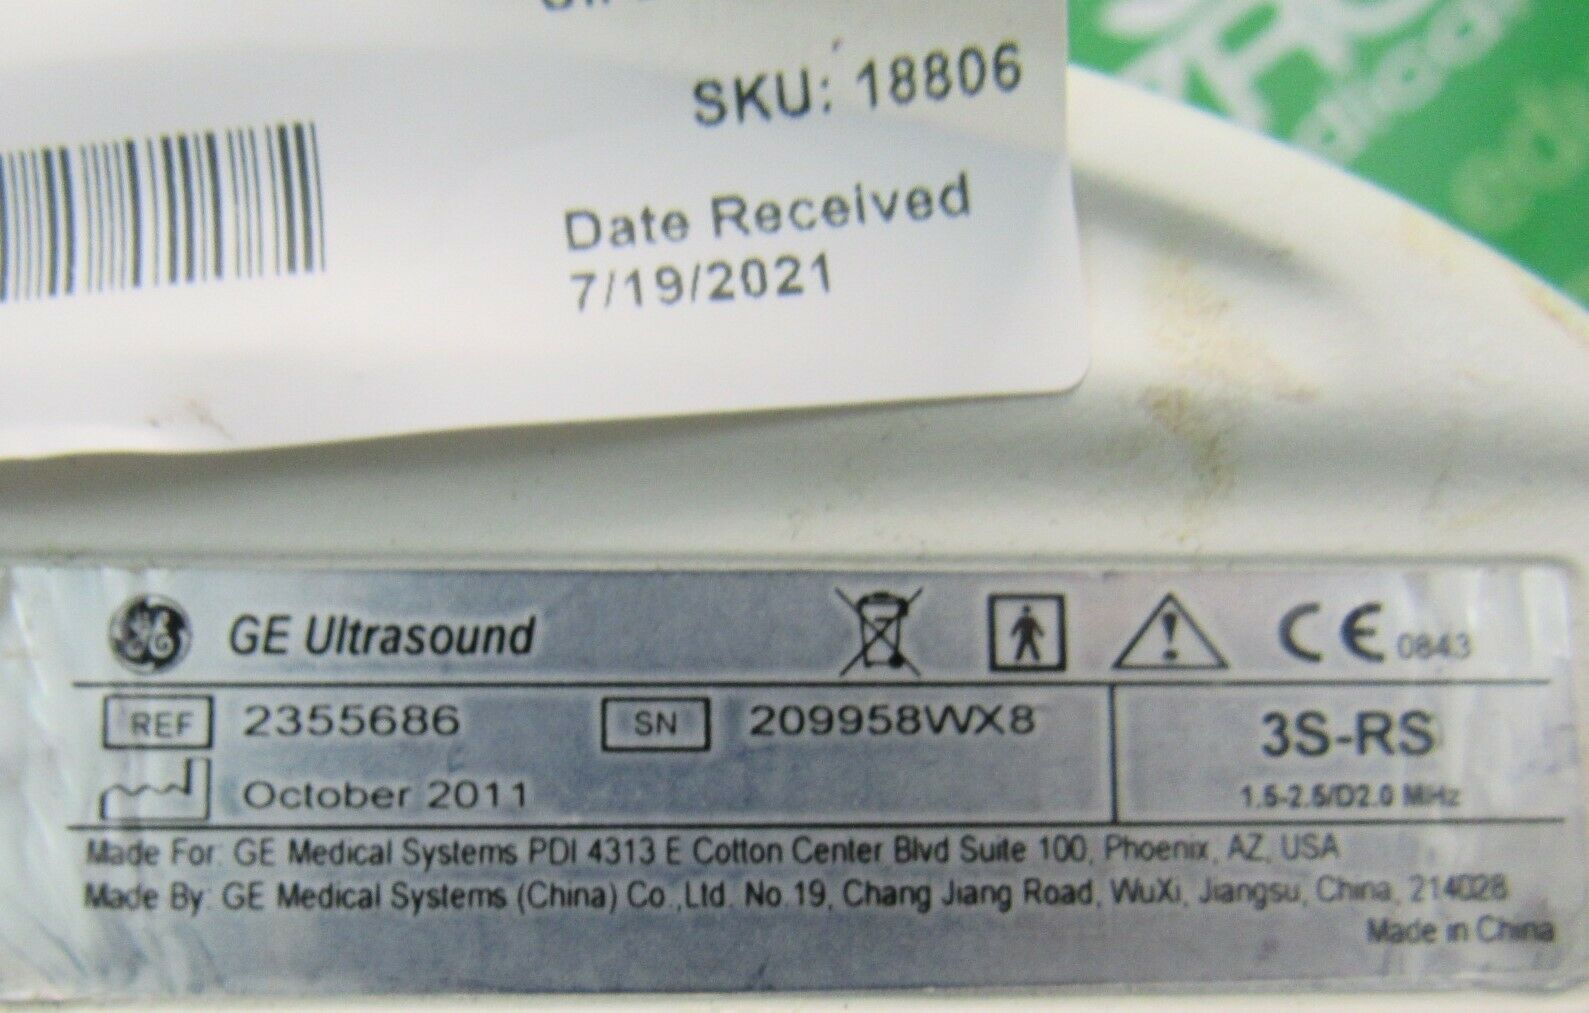 SKU: 18806
Date Received
7/19/2021
GE Ultrasound
CE 0843
REF 2355686 SN 209958WX8
3S-RS
October 2011
1.5-2.5/D2.0 MHz
Made For: GE Medical Systems PDI 4313 E Cotton Center Blvd Suite 100, Phoenix, AZ, USA
Made By: GE Medical Systems (China) Co.,Ltd. No.19, Chang Jiang Road, WuXi, Jiangsu, China, 214028
Made in China